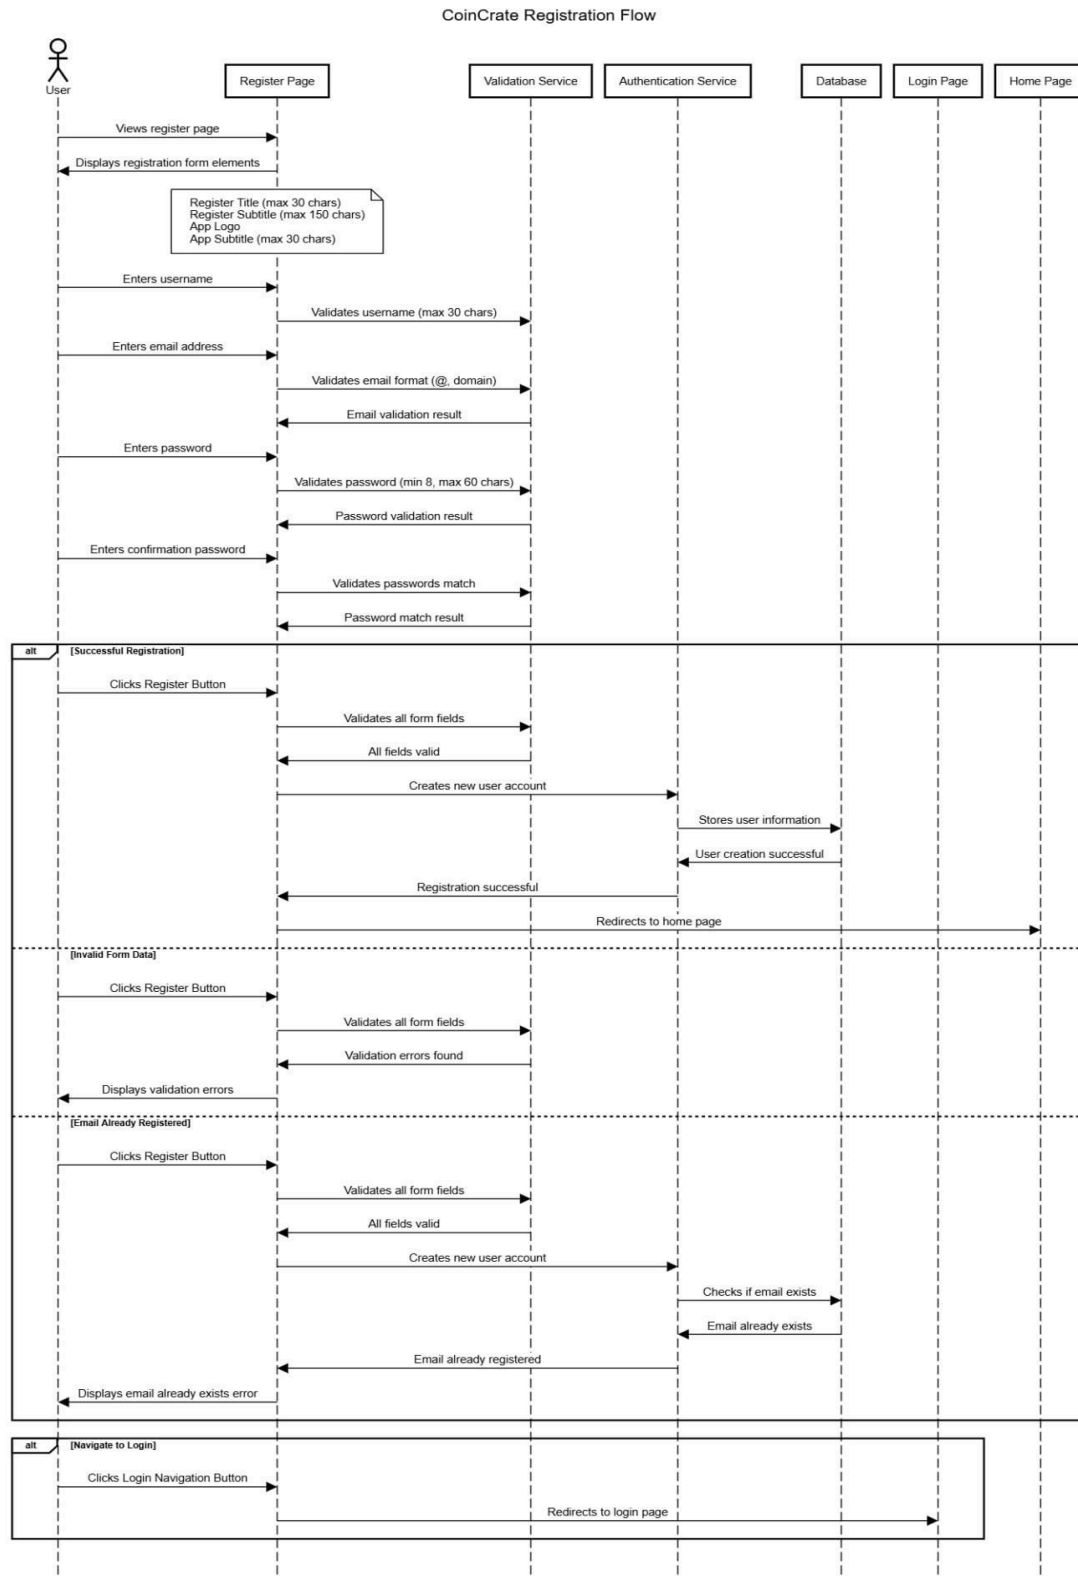 CoinCrate Registration Flow
User
Register Page
Validation Service
Authentication Service
Database
Login Page
Home Page
Views register page
Displays registration form elements
Register Title (max 30 chars)
Register Subtitle (max 150 chars)
App Logo
App Subtitle (max 30 chars)
Enters username
Validates username (max 30 chars)
Enters email address
Validates email format (@, domain)
Email validation result
Enters password
Validates password (min 8, max 60 chars)
Password validation result
Enters confirmation password
Validates passwords match
Password match result
alt [Successful Registration]
Clicks Register Button
Validates all form fields
All fields valid
Creates new user account
Stores user information
User creation successful
Registration successful
Redirects to home page
[Invalid Form Data]
Clicks Register Button
Validates all form fields
Validation errors found
Displays validation errors
[Email Already Registered]
Clicks Register Button
Validates all form fields
All fields valid
Creates new user account
Checks if email exists
Email already exists
Email already registered
Displays email already exists error
alt [Navigate to Login]
Clicks Login Navigation Button
Redirects to login page